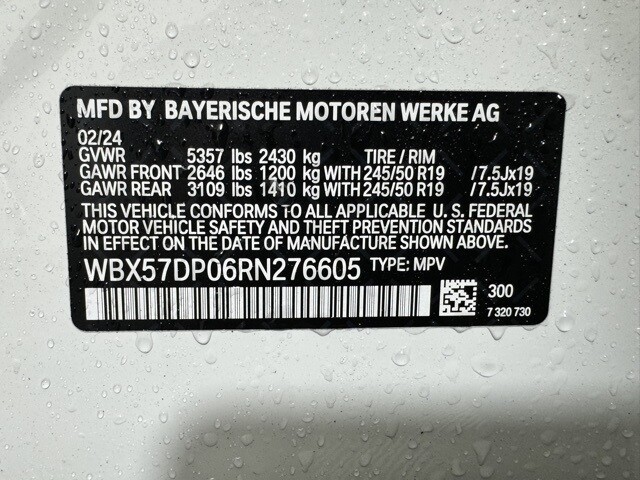 MFD BY BAYERISCHE MOTOREN WERKE AG
02/24
GVWR 5357 lbs 2430 kg TIRE / RIM
GAWR FRONT 2646 lbs 1200 kg WITH 245/50 R19 /7.5Jx19
GAWR REAR 3109 lbs 1410 kg WITH 245/50 R19 /7.5Jx19
THIS VEHICLE CONFORMS TO ALL APPLICABLE U. S. FEDERAL
MOTOR VEHICLE SAFETY AND THEFT PREVENTION STANDARDS
IN EFFECT ON THE DATE OF MANUFACTURE SHOWN ABOVE.
WBX57DP06RN276605 TYPE: MPV
300
7 320 730